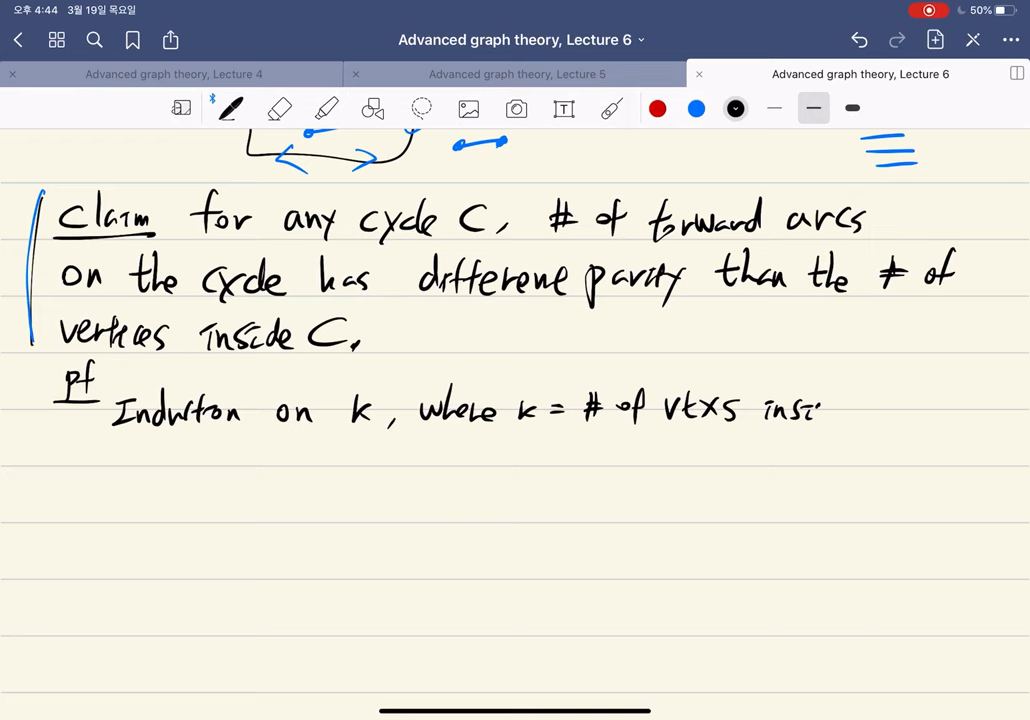 오후 4:44 3월 19일 목요일
50%
Advanced graph theory, Lecture 6
Advanced graph theory, Lecture 4
Advanced graph theory, Lecture 5
Advanced graph theory, Lecture 6
Claim for any cycle C, # of forward arcs
on the cycle has different parity than the # of
vertices inside C.
pf
Induction on k, where k = # of vtxs insi